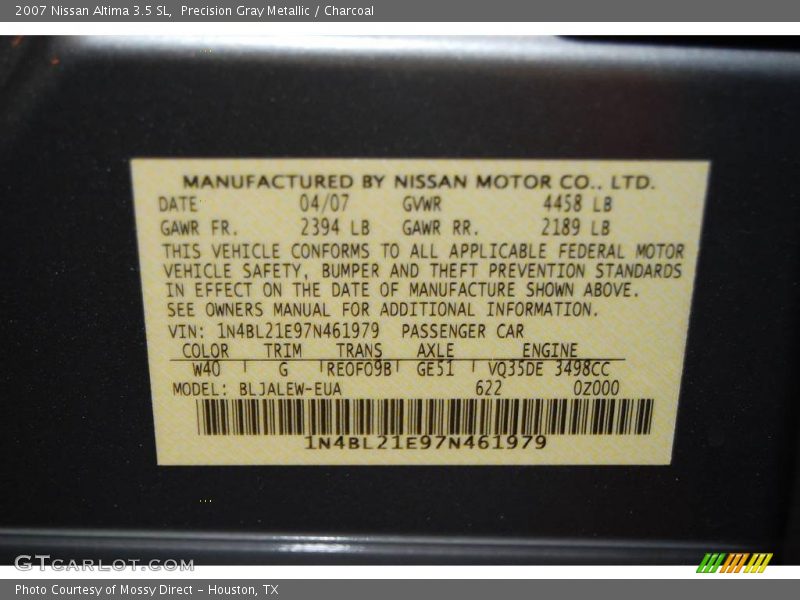 2007 Nissan Altima 3.5 SL,  Precision Gray Metallic / Charcoal
MANUFACTURED BY NISSAN MOTOR CO., LTD.
DATE 04/07 GVWR 4458 LB
GAWR FR. 2394 LB GAWR RR. 2189 LB
THIS VEHICLE CONFORMS TO ALL APPLICABLE FEDERAL MOTOR
VEHICLE SAFETY, BUMPER AND THEFT PREVENTION STANDARDS
IN EFFECT ON THE DATE OF MANUFACTURE SHOWN ABOVE.
SEE OWNERS MANUAL FOR ADDITIONAL INFORMATION.
VIN: 1N4BL21E97N461979 PASSENGER CAR
COLOR TRIM TRANS AXLE ENGINE
W40 G RE0F09B GE51 VQ35DE 3498CC
MODEL: BLJALEW-EUA 622 0Z000
1N4BL21E97N461979
GTCARLOT.COM
Photo Courtesy of Mossy Direct – Houston, TX